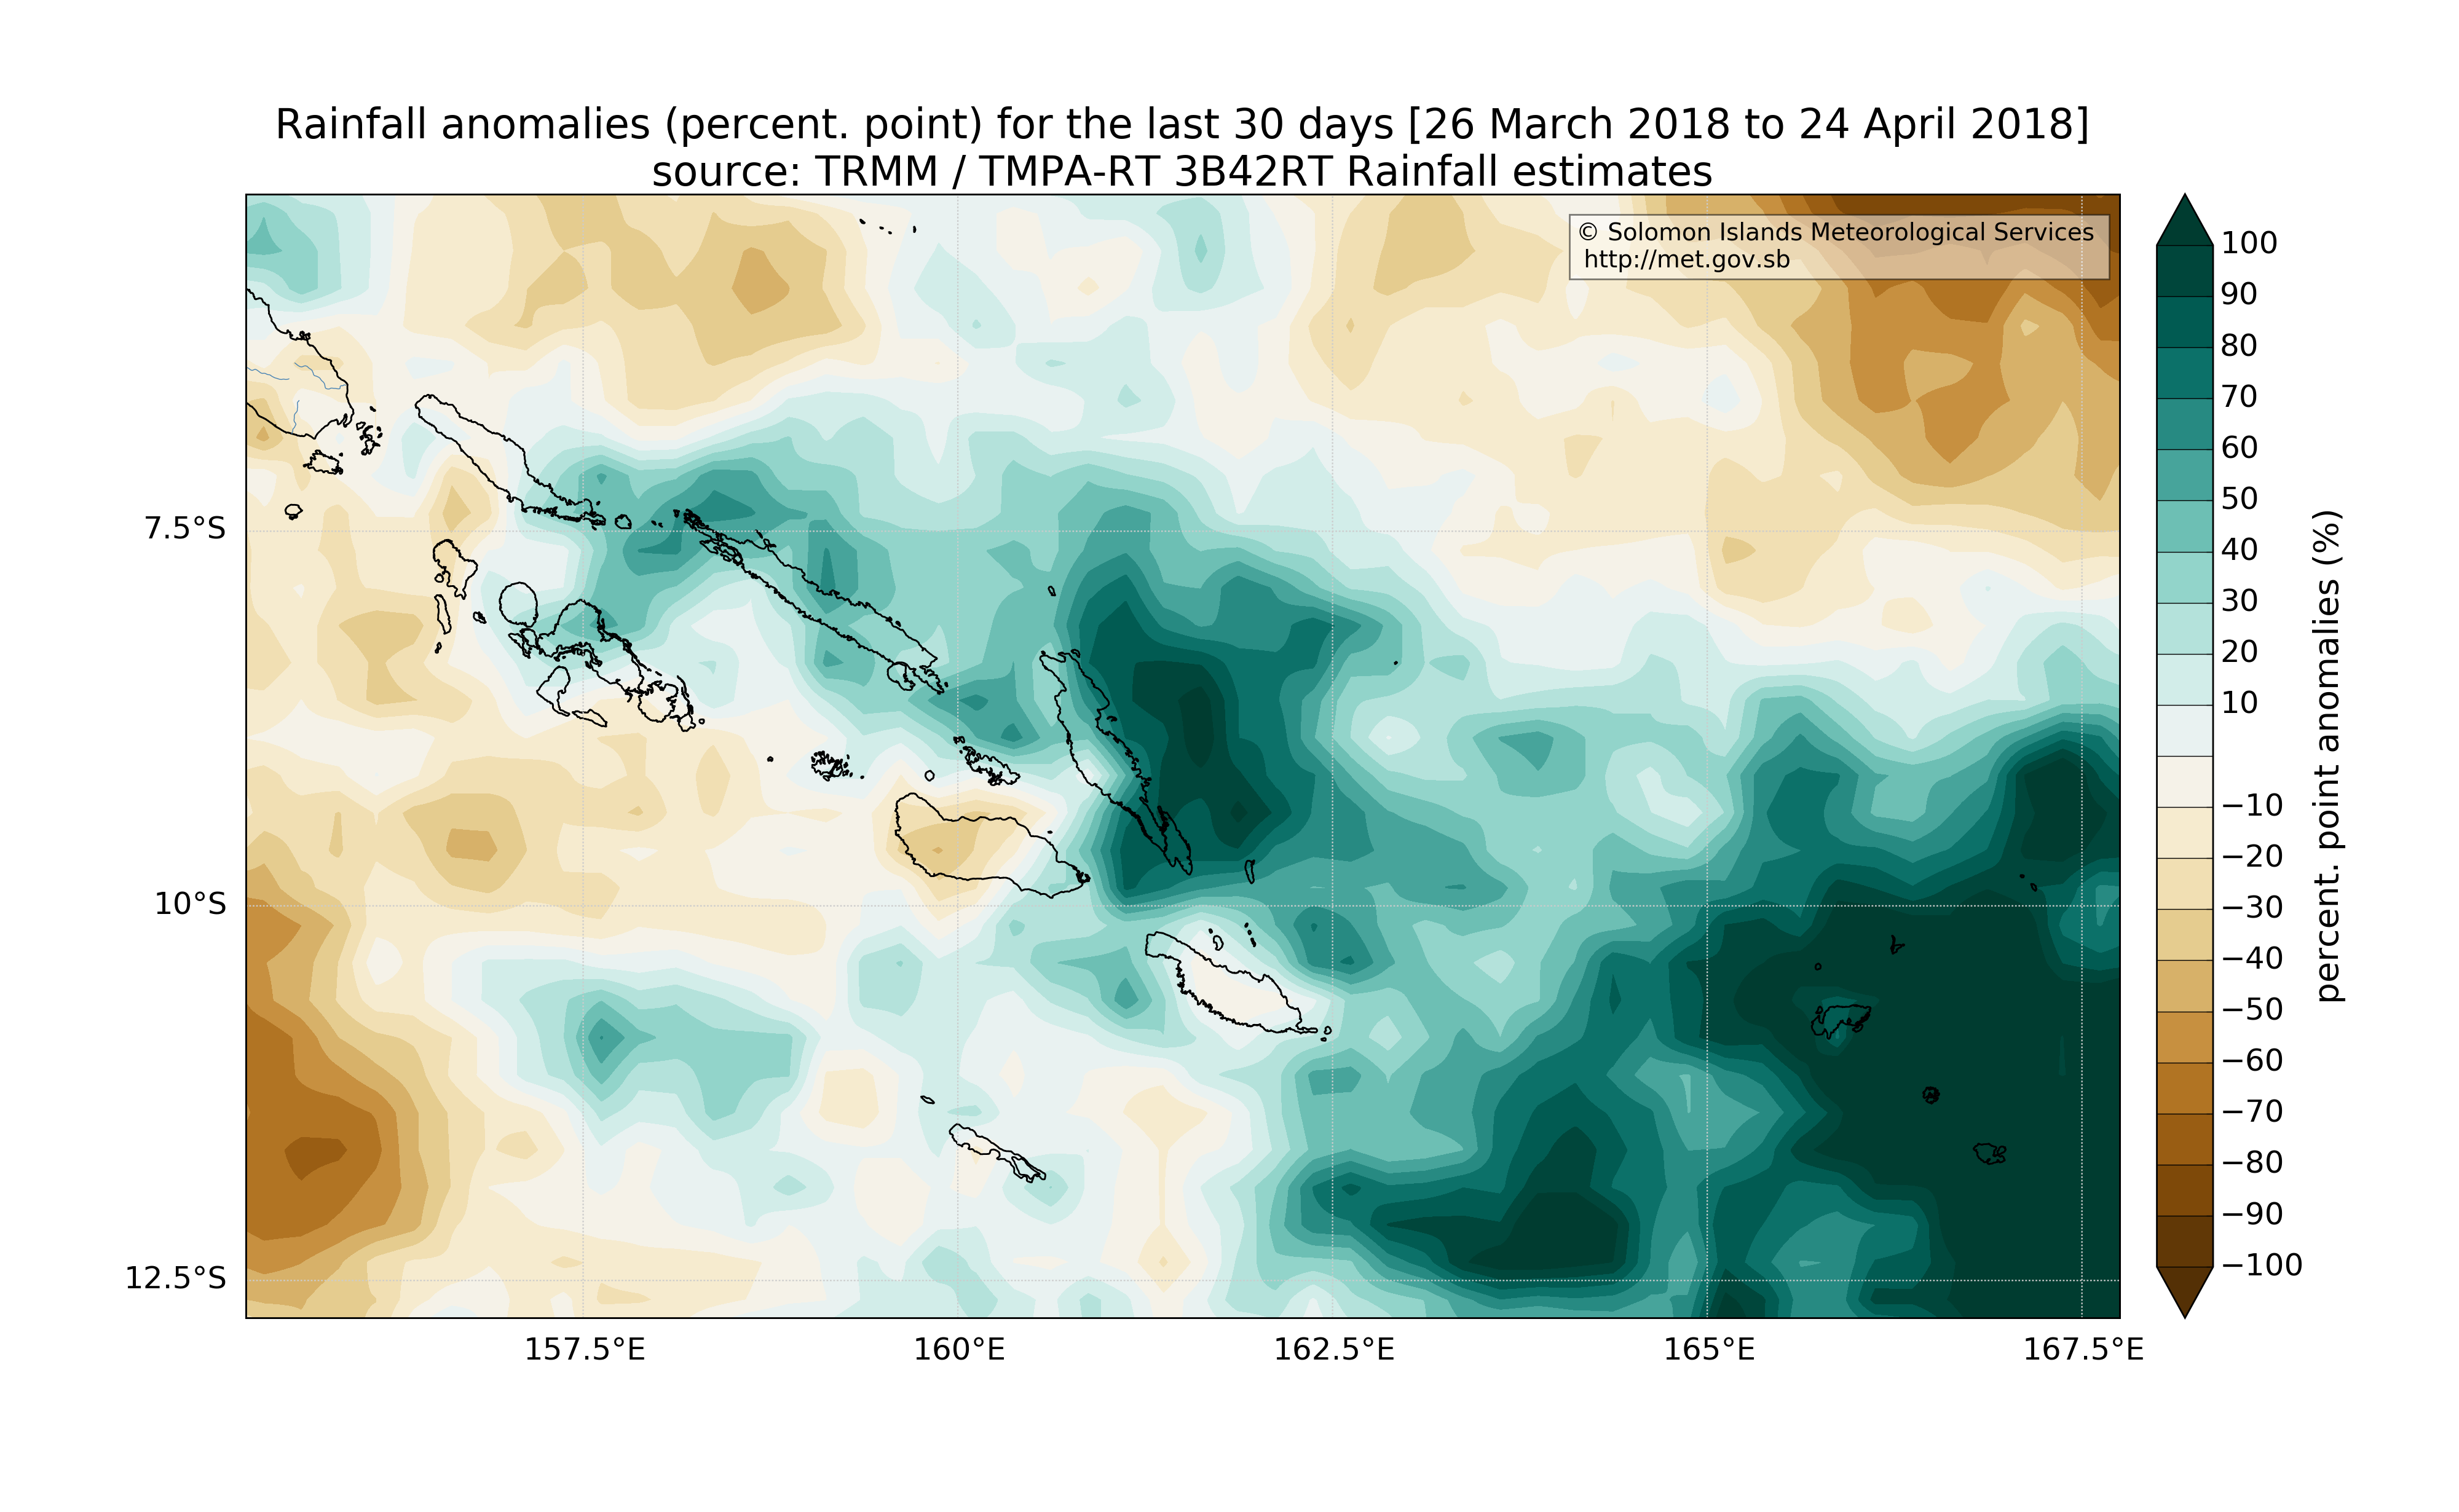 Rainfall anomalies (percent. point) for the last 30 days [26 March 2018 to 24 April 2018]
source: TRMM / TMPA-RT 3B42RT Rainfall estimates
© Solomon Islands Meteorological Services
http://met.gov.sb
7.5°S
10°S
12.5°S
157.5°E
160°E
162.5°E
165°E
167.5°E
100
90
80
70
60
50
40
30
20
10
−10
−20
−30
−40
−50
−60
−70
−80
−90
−100
percent. point anomalies (%)